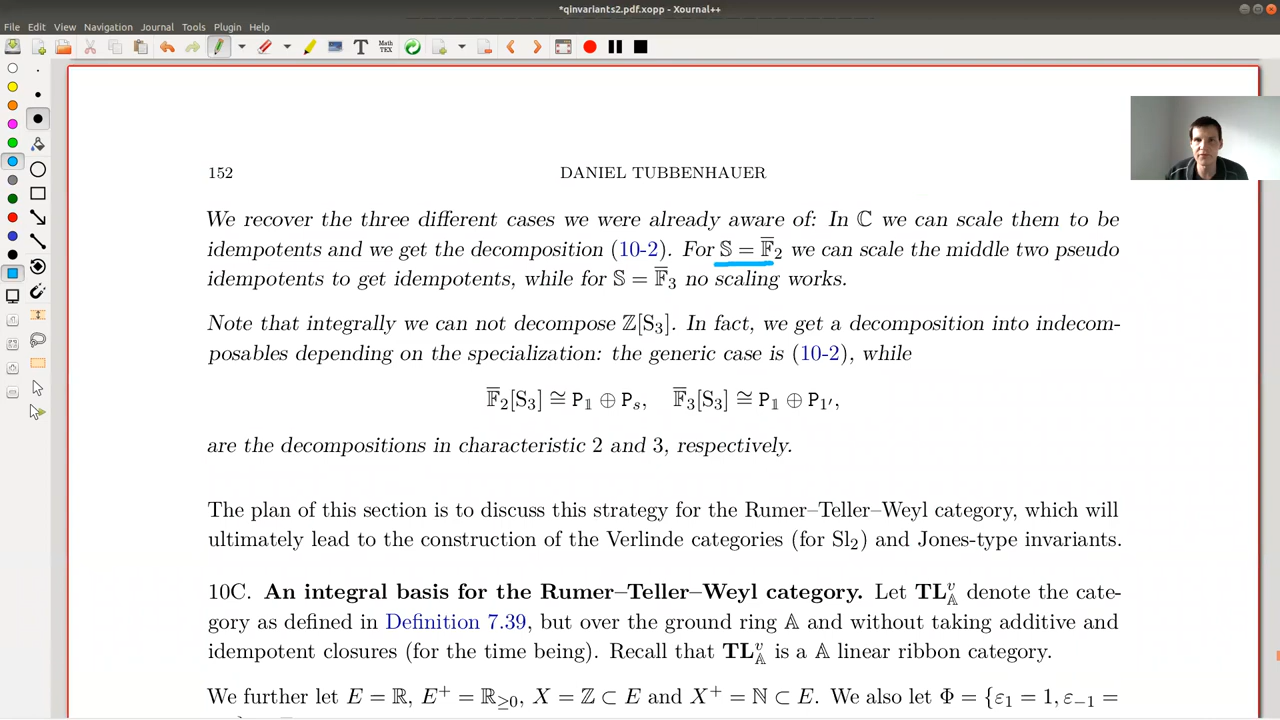 *qinvariants2.pdf.xopp - Xournal++
File Edit View Navigation Journal Tools Plugin Help
T Math TEX
152 DANIEL TUBBENHAUER
We recover the three different cases we were already aware of: In ℂ we can scale them to be
idempotents and we get the decomposition (10-2). For 𝕊 = 𝔽̅₂ we can scale the middle two pseudo
idempotents to get idempotents, while for 𝕊 = 𝔽̅₃ no scaling works.
Note that integrally we can not decompose ℤ[S₃]. In fact, we get a decomposition into indecom-
posables depending on the specialization: the generic case is (10-2), while
𝔽̅₂[S₃] ≅ P𝟙 ⊕ Pₛ, 𝔽̅₃[S₃] ≅ P𝟙 ⊕ P₁′,
are the decompositions in characteristic 2 and 3, respectively.
The plan of this section is to discuss this strategy for the Rumer–Teller–Weyl category, which will
ultimately lead to the construction of the Verlinde categories (for Sl₂) and Jones-type invariants.
10C. An integral basis for the Rumer–Teller–Weyl category. Let TL^v_𝔸 denote the cate-
gory as defined in Definition 7.39, but over the ground ring 𝔸 and without taking additive and
idempotent closures (for the time being). Recall that TL^v_𝔸 is a 𝔸 linear ribbon category.
We further let E = ℝ, E⁺ = ℝ≥0, X = ℤ ⊂ E and X⁺ = ℕ ⊂ E. We also let Φ = {ε₁ = 1, ε₋₁ =